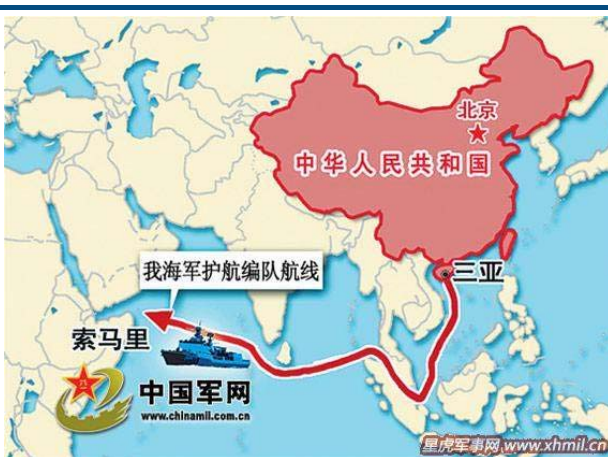 北京
中华人民共和国
我海军护航编队航线
三亚
索马里
中国军网
www.chinamil.com.cn
星虎军事网 www.xhmil.cn